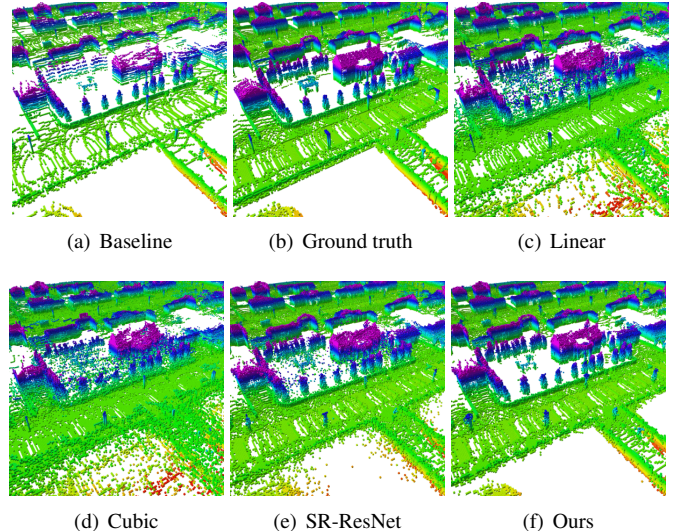 (a) Baseline
(b) Ground truth
(c) Linear
(d) Cubic
(e) SR-ResNet
(f) Ours